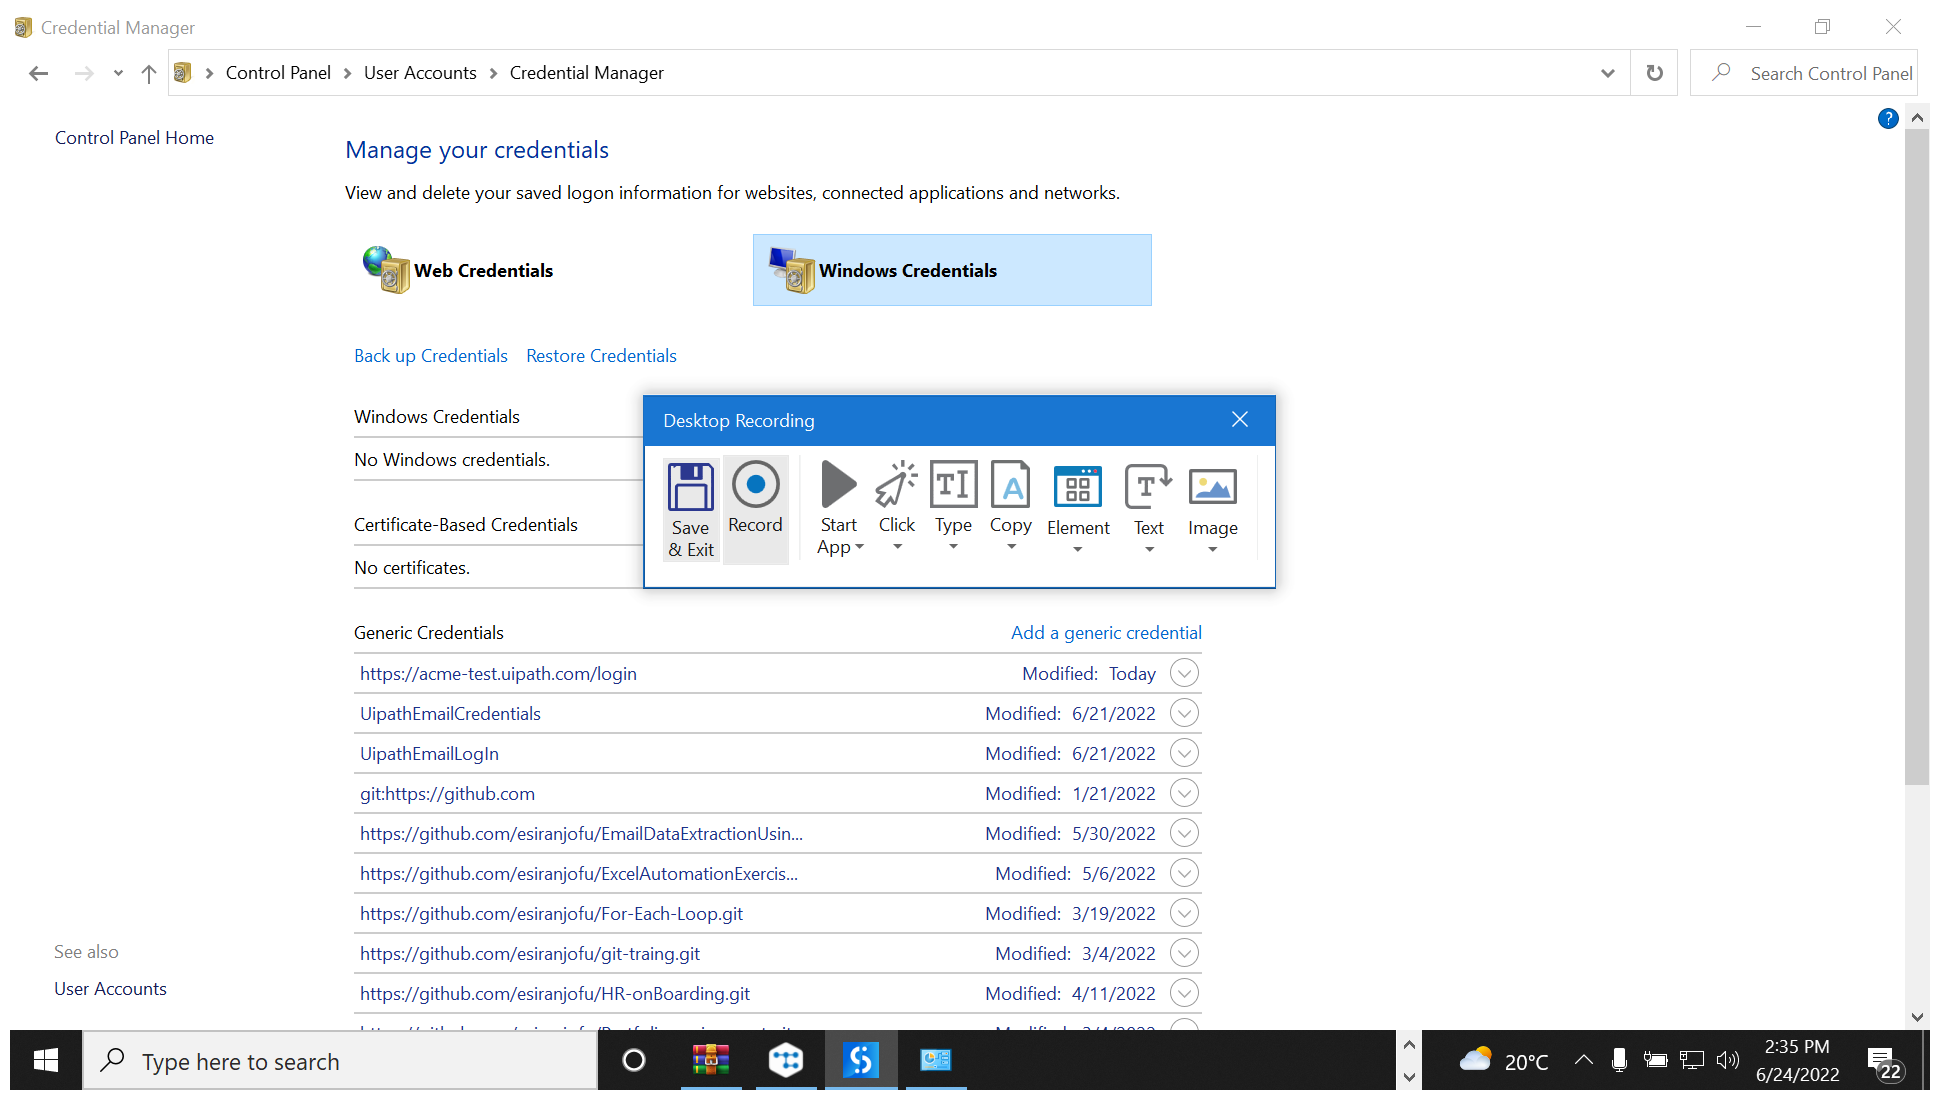 Credential Manager
Control Panel > User Accounts > Credential Manager
Search Control Panel
Control Panel Home
?
Manage your credentials
View and delete your saved logon information for websites, connected applications and networks.
Web Credentials
Windows Credentials
Back up Credentials
Restore Credentials
Windows Credentials
No Windows credentials.
Certificate-Based Credentials
No certificates.
Desktop Recording
Save & Exit
Record
Start App
Click
Type
Copy
Element
Text
Image
Generic Credentials
Add a generic credential
https://acme-test.uipath.com/login Modified: Today
UipathEmailCredentials Modified: 6/21/2022
UipathEmailLogIn Modified: 6/21/2022
git:https://github.com Modified: 1/21/2022
https://github.com/esiranjofu/EmailDataExtractionUsin... Modified: 5/30/2022
https://github.com/esiranjofu/ExcelAutomationExercis... Modified: 5/6/2022
https://github.com/esiranjofu/For-Each-Loop.git Modified: 3/19/2022
https://github.com/esiranjofu/git-traing.git Modified: 3/4/2022
https://github.com/esiranjofu/HR-onBoarding.git Modified: 4/11/2022
See also
User Accounts
Type here to search
20°C
2:35 PM
6/24/2022
22